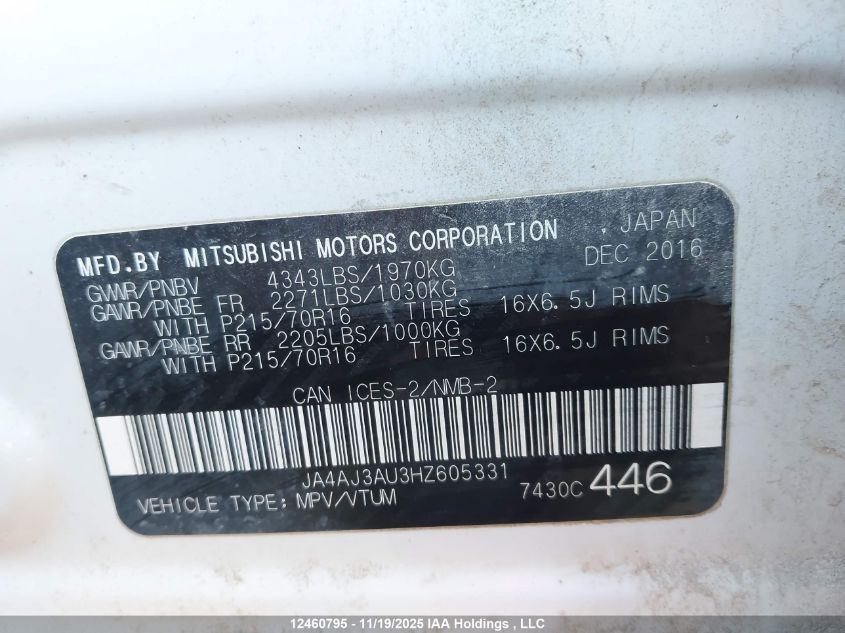 MFD.BY MITSUBISHI MOTORS CORPORATION , JAPAN
GVWR/PNBV 4343LBS/1970KG DEC 2016
GAWR/PNBE FR 2271LBS/1030KG
WITH P215/70R16 TIRES 16X6.5J RIMS
GAWR/PNBE RR 2205LBS/1000KG
WITH P215/70R16 TIRES 16X6.5J RIMS
CAN ICES-2/NMB-2
JA4AJ3AU3HZ605331
VEHICLE TYPE: MPV/VTUM 7430C 446
12460795 - 11/19/2025 IAA Holdings , LLC